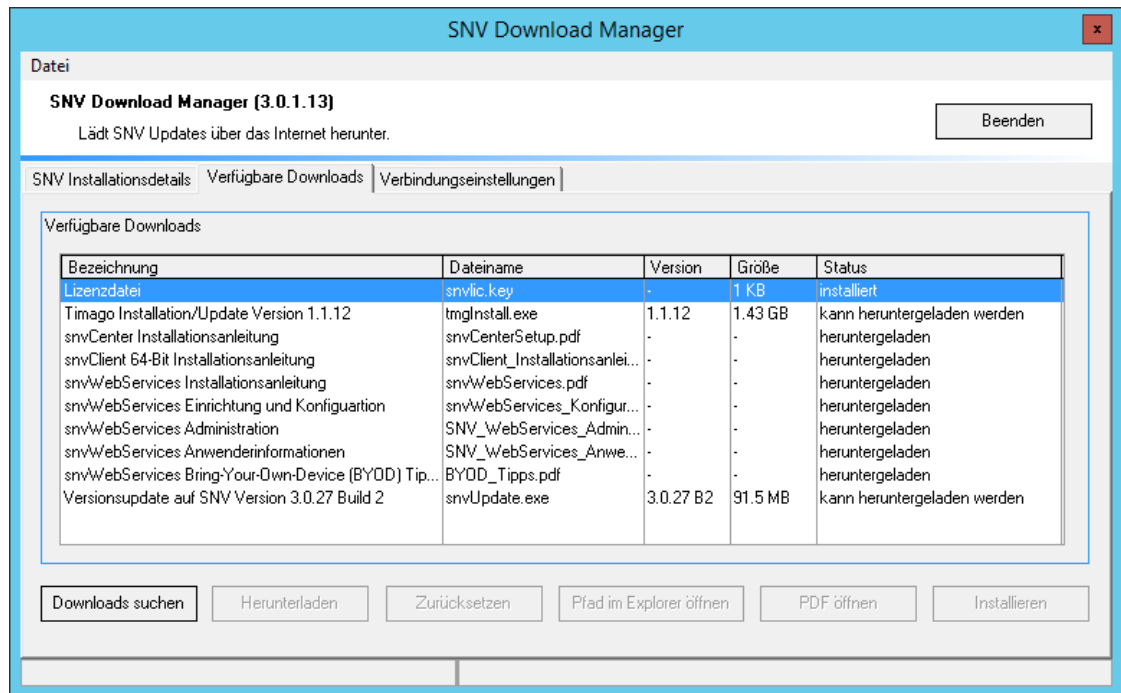 SNV Download Manager
x
Datei
SNV Download Manager (3.0.1.13)
Lädt SNV Updates über das Internet herunter.
Beenden
SNV Installationsdetails Verfügbare Downloads Verbindungseinstellungen
Verfügbare Downloads
Bezeichnung Dateiname Version Größe Status
Lizenzdatei snvlic.key - 1 KB installiert
Timago Installation/Update Version 1.1.12 tmgInstall.exe 1.1.12 1.43 GB kann heruntergeladen werden
snvCenter Installationsanleitung snvCenterSetup.pdf - - heruntergeladen
snvClient 64-Bit Installationsanleitung snvClient_Installationsanlei... - - heruntergeladen
snvWebServices Installationsanleitung snvWebServices.pdf - - heruntergeladen
snvWebServices Einrichtung und Konfiguartion snvWebServices_Konfigur... - - heruntergeladen
snvWebServices Administration SNV_WebServices_Admin... - - heruntergeladen
snvWebServices Anwenderinformationen SNV_WebServices_Anwe... - - heruntergeladen
snvWebServices Bring-Your-Own-Device (BYOD) Tip... BYOD_Tipps.pdf - - heruntergeladen
Versionsupdate auf SNV Version 3.0.27 Build 2 snvUpdate.exe 3.0.27 B2 91.5 MB kann heruntergeladen werden
Downloads suchen Herunterladen Zurücksetzen Pfad im Explorer öffnen PDF öffnen Installieren